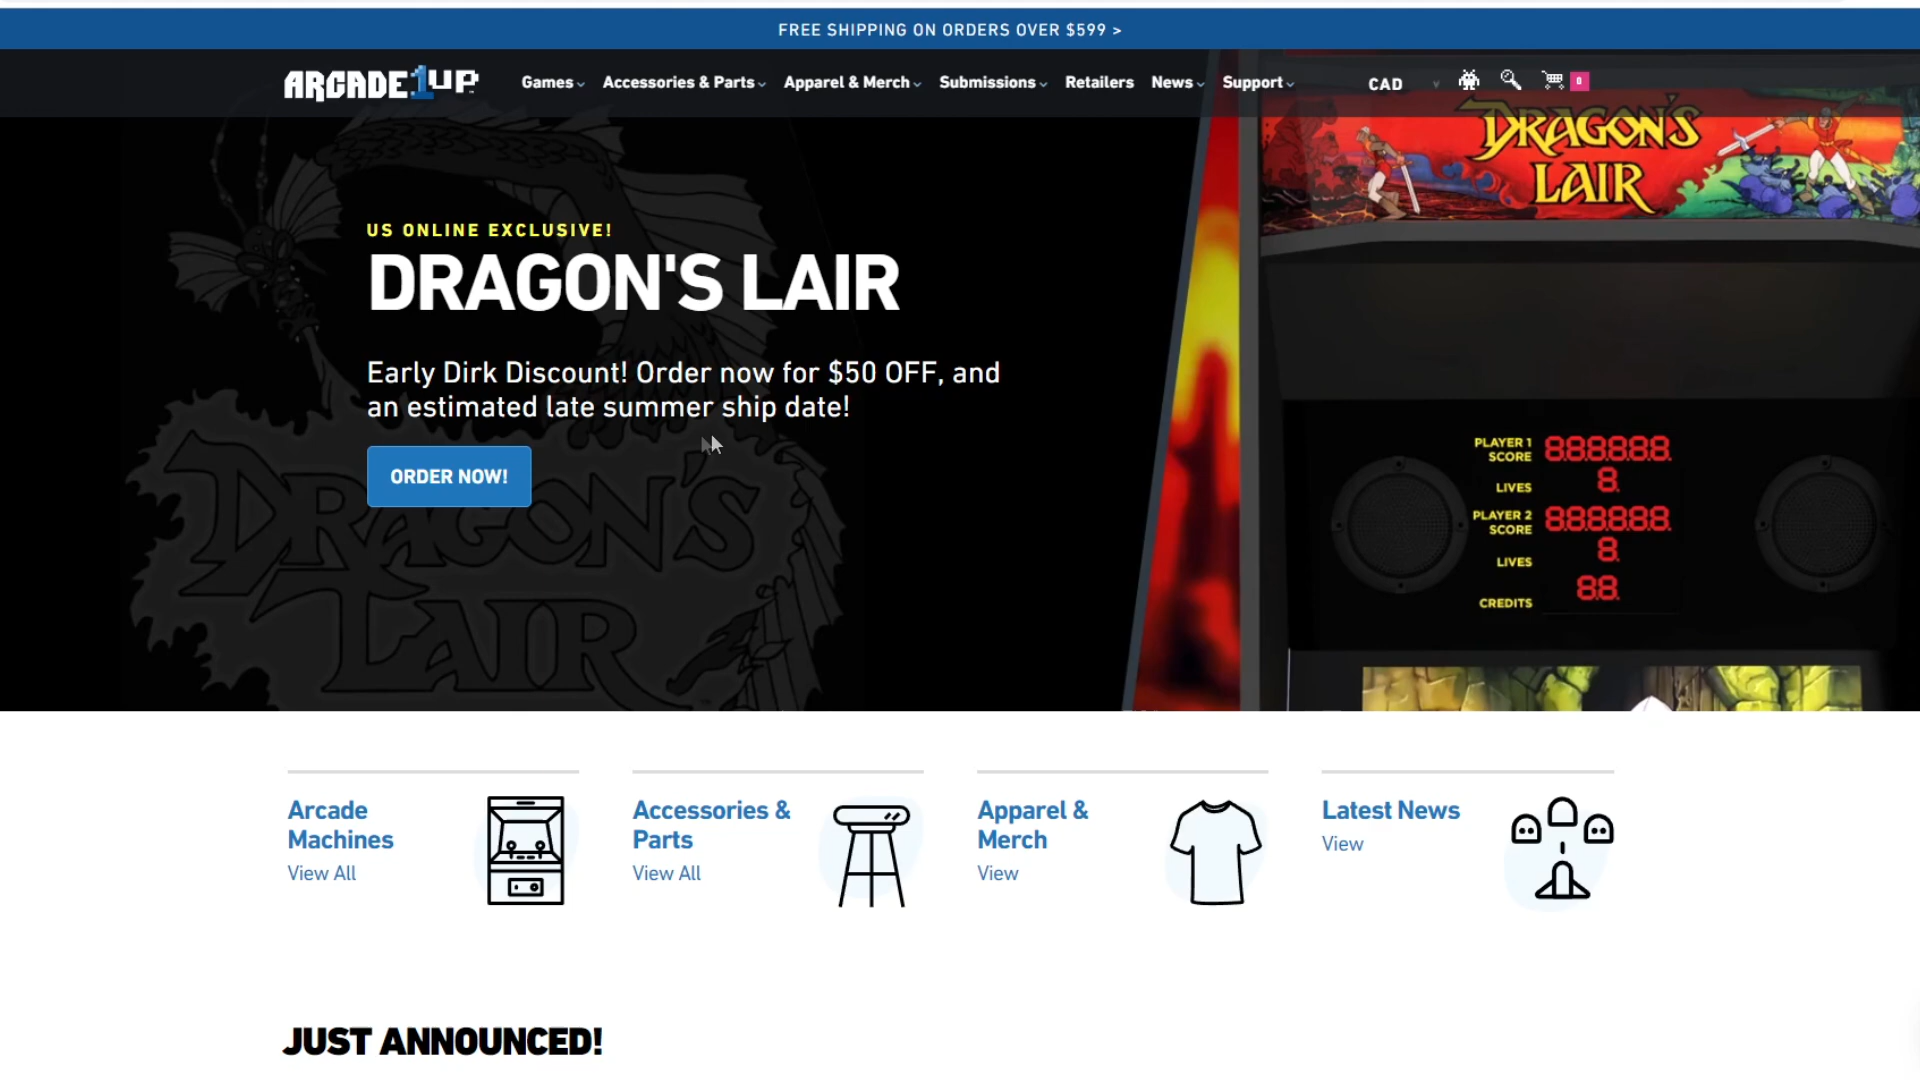 FREE SHIPPING ON ORDERS OVER $599 >
ARCADE1UP
Games
Accessories & Parts
Apparel & Merch
Submissions
Retailers
News
Support
CAD
0
DRAGON'S
LAIR
US ONLINE EXCLUSIVE!
DRAGON'S LAIR
Early Dirk Discount! Order now for $50 OFF, and
an estimated late summer ship date!
ORDER NOW!
DRAGON'S
LAIR
PLAYER 1
SCORE
888888.
LIVES
8.
PLAYER 2
SCORE
888888.
LIVES
8.
CREDITS
88.
Arcade
Machines
View All
Accessories &
Parts
View All
Apparel &
Merch
View
Latest News
View
JUST ANNOUNCED!